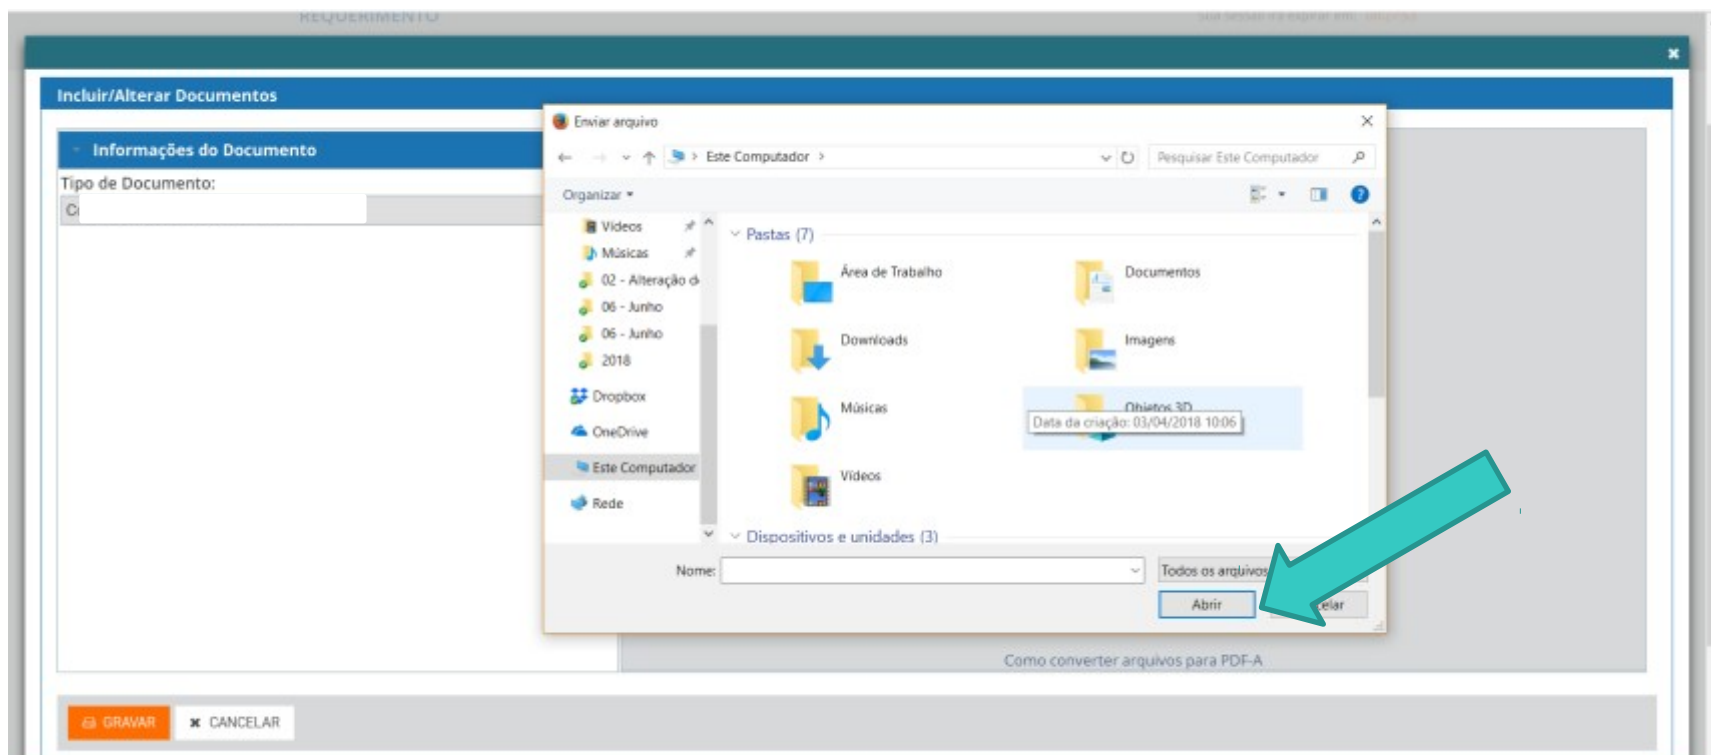 REQUERIMENTO
Incluir/Alterar Documentos
Informações do Documento
Tipo de Documento:
Enviar arquivo
Este Computador
Pesquisar Este Computador
Organizar
Vídeos
Músicas
02 - Alteração d
06 - Junho
06 - Junho
2018
Dropbox
OneDrive
Este Computador
Rede
Pastas (7)
Área de Trabalho
Documentos
Downloads
Imagens
Músicas
Objetos 3D
Data da criação: 03/04/2018 10:06
Vídeos
Dispositivos e unidades (3)
Nome:
Todos os arquivos
Abrir
elar
Como converter arquivos para PDF-A
GRAVAR
CANCELAR